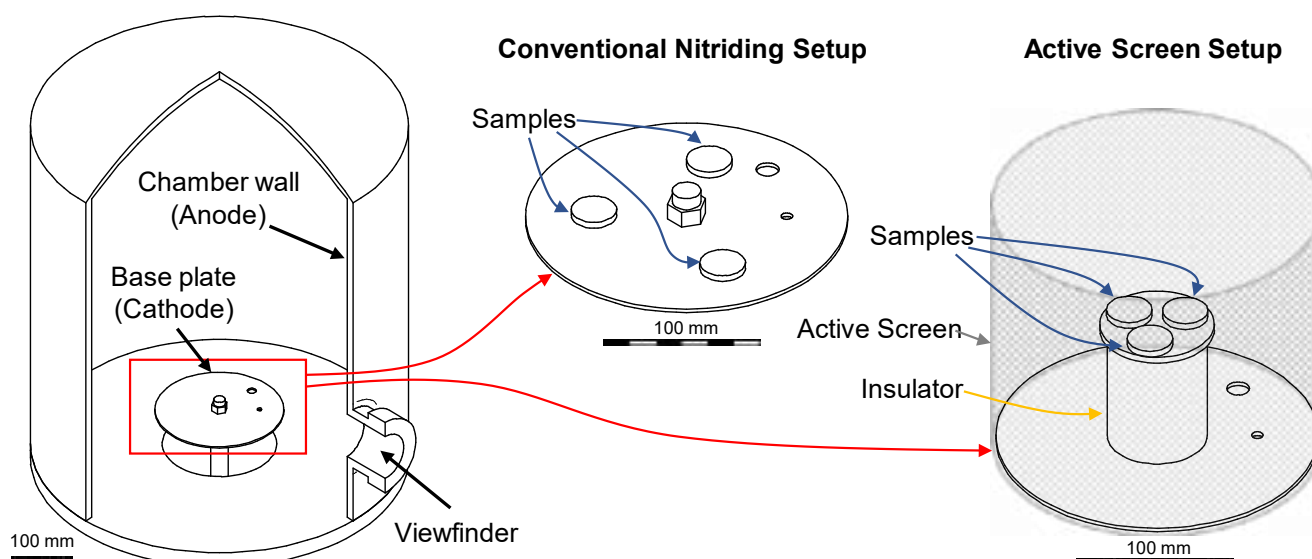 Conventional Nitriding Setup
Active Screen Setup
Samples
Chamber wall
(Anode)
Base plate
(Cathode)
Samples
Active Screen
Insulator
Viewfinder
100 mm
100 mm
100 mm